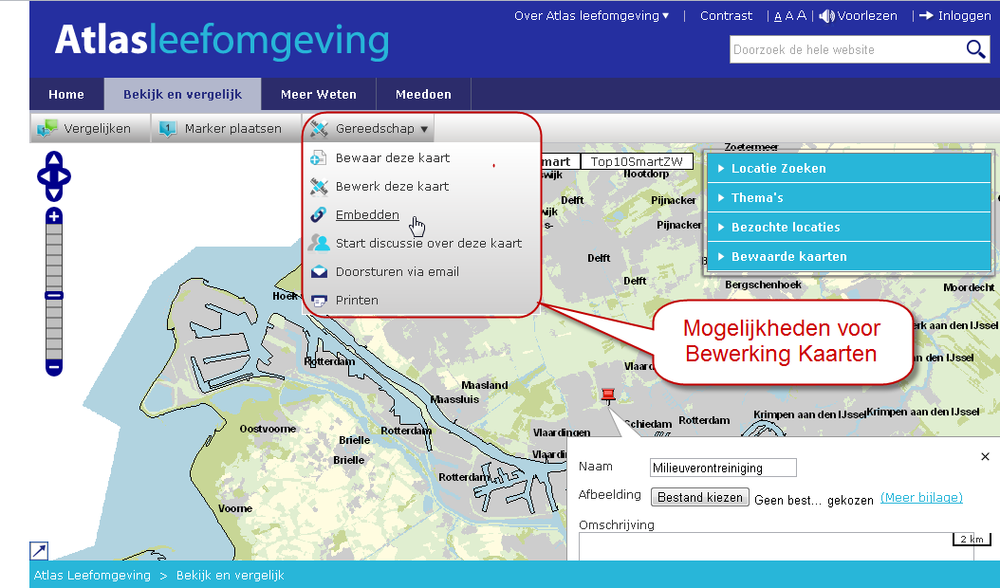 Over Atlas leefomgeving ▾ | Contrast | A A A | Voorlezen | Inloggen
Atlasleefomgeving
Doorzoek de hele website
Home Bekijk en vergelijk Meer Weten Meedoen
Vergelijken 1 Marker plaatsen Gereedschap ▾
Bewaar deze kaart
Bewerk deze kaart
Embedden
Start discussie over deze kaart
Doorsturen via email
Printen
mart Top10SmartZW
Locatie Zoeken
Thema's
Bezochte locaties
Bewaarde kaarten
Mogelijkheden voor
Bewerking Kaarten
Zoetermeer
swijk Nootdorp
Delft Pijnacker
wijk
s- Pijnacker
Delft
Delft
Bergschenhoek
Moordecht
Hoek
erk aan den IJssel
n den IJssel
Rotterdam
Vlaard
Maasland
Maassluis
Schiedam Rotterdam
Krimpen aan den IJssel Krimpen aan den IJssel
Oostvoorne
Rotterdam
Vlaardingen
Brielle
Vlaardi
Brielle
Rotterdam
Voorne
Naam Milieuverontreiniging
Afbeelding Bestand kiezen Geen best... gekozen (Meer bijlage)
Omschrijving
2 km
Atlas Leefomgeving > Bekijk en vergelijk